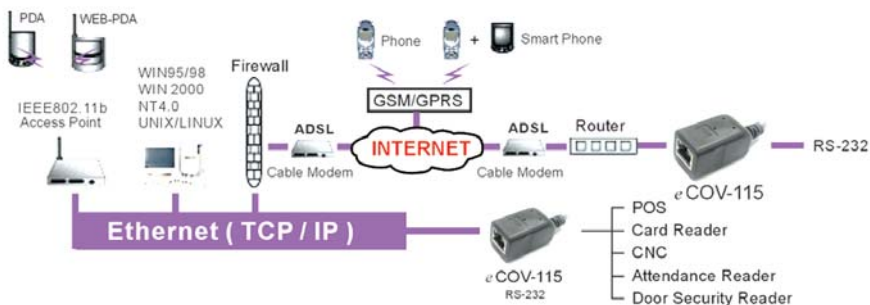 PDA
WEB-PDA
Phone
+
Smart Phone
WIN95/98
WIN 2000
NT4.0
UNIX/LINUX
Firewall
IEEE802.11b
Access Point
GSM/GPRS
ADSL
INTERNET
ADSL
Router
RS-232
Cable Modem
Cable Modem
eCOV-115
Ethernet ( TCP / IP )
eCOV-115
RS-232
POS
Card Reader
CNC
Attendance Reader
Door Security Reader